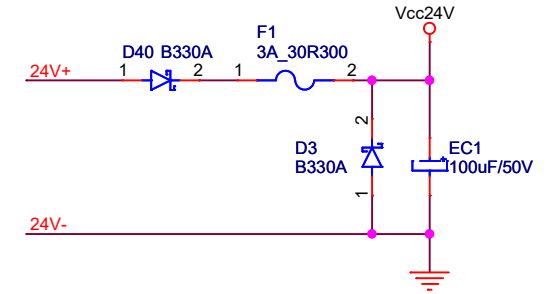 Vcc24V
F1
3A_30R300
D40 B330A
24V+
1
2
1
2
2
D3
B330A
EC1
100uF/50V
1
24V-